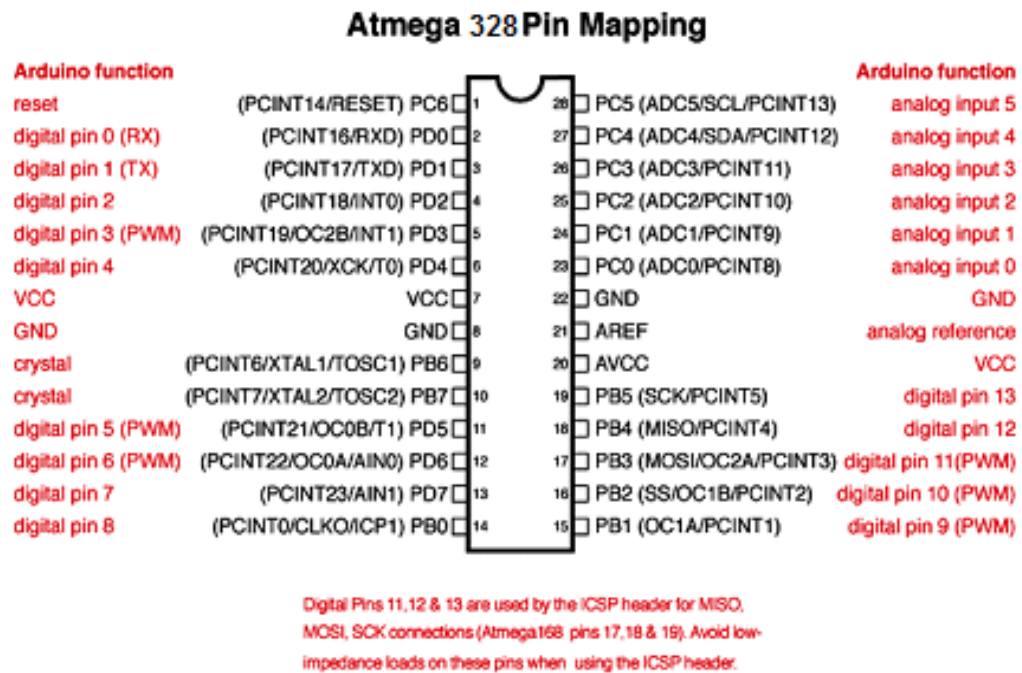 Atmega 328 Pin Mapping
Arduino function Arduino function
reset (PCINT14/RESET) PC6 1 28 PC5 (ADC5/SCL/PCINT13) analog input 5
digital pin 0 (RX) (PCINT16/RXD) PD0 2 27 PC4 (ADC4/SDA/PCINT12) analog input 4
digital pin 1 (TX) (PCINT17/TXD) PD1 3 26 PC3 (ADC3/PCINT11) analog input 3
digital pin 2 (PCINT18/INT0) PD2 4 25 PC2 (ADC2/PCINT10) analog input 2
digital pin 3 (PWM) (PCINT19/OC2B/INT1) PD3 5 24 PC1 (ADC1/PCINT9) analog input 1
digital pin 4 (PCINT20/XCK/T0) PD4 6 23 PC0 (ADC0/PCINT8) analog input 0
VCC VCC 7 22 GND GND
GND GND 8 21 AREF analog reference
crystal (PCINT6/XTAL1/TOSC1) PB6 9 20 AVCC VCC
crystal (PCINT7/XTAL2/TOSC2) PB7 10 19 PB5 (SCK/PCINT5) digital pin 13
digital pin 5 (PWM) (PCINT21/OC0B/T1) PD5 11 18 PB4 (MISO/PCINT4) digital pin 12
digital pin 6 (PWM) (PCINT22/OC0A/AIN0) PD6 12 17 PB3 (MOSI/OC2A/PCINT3) digital pin 11(PWM)
digital pin 7 (PCINT23/AIN1) PD7 13 16 PB2 (SS/OC1B/PCINT2) digital pin 10 (PWM)
digital pin 8 (PCINT0/CLKO/ICP1) PB0 14 15 PB1 (OC1A/PCINT1) digital pin 9 (PWM)
Digital Pins 11,12 & 13 are used by the ICSP header for MISO,
MOSI, SCK connections (Atmega168 pins 17,18 & 19). Avoid low-
impedance loads on these pins when using the ICSP header.